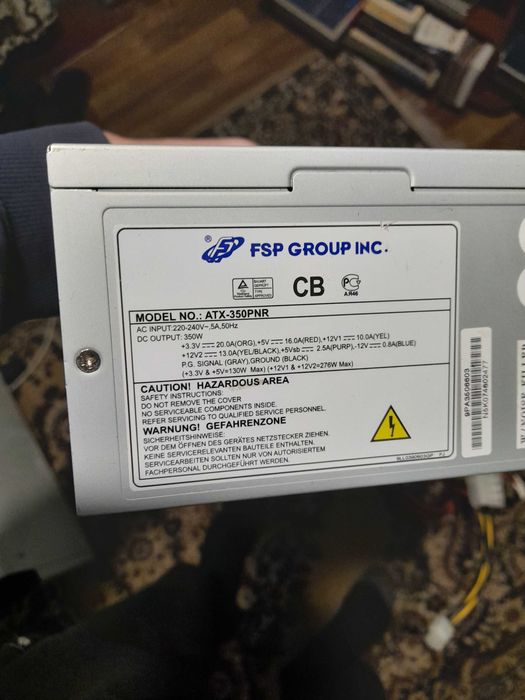 ® FSP FSP GROUP INC.
CB
АЯ46
MODEL NO.: ATX-350PNR
AC INPUT:220-240V~,5A,50Hz
DC OUTPUT: 350W
+3.3V 20.0A(ORG),+5V 16.0A(RED),+12V1 10.0A(YEL)
+12V2 13.0A(YEL/BLACK),+5Vsb 2.5A(PURPLE),-12V 0.8A(BLUE)
P.G. SIGNAL (GRAY),GROUND (BLACK)
(+3.3V & +5V=130W Max) (+12V1 & +12V2=276W Max)
CAUTION! HAZARDOUS AREA
SAFETY INSTRUCTIONS:
DO NOT REMOVE THE COVER
NO SERVICEABLE COMPONENTS INSIDE.
REFER SERVICING TO QUALIFIED SERVICE PERSONNEL.
WARNUNG! GEFAHRENZONE
SICHERHEITSHINWEISE:
VOR DEM ÖFFNEN DES GERÄTES NETZSTECKER ZIEHEN.
KEINE SERVICERELEVANTEN BAUTEILE ENTHALTEN.
SERVICEARBEITEN SOLLTEN NUR VON AUTORISIERTEM
FACHPERSONAL DURCHGEFÜHRT WERDEN.
9PA3506603